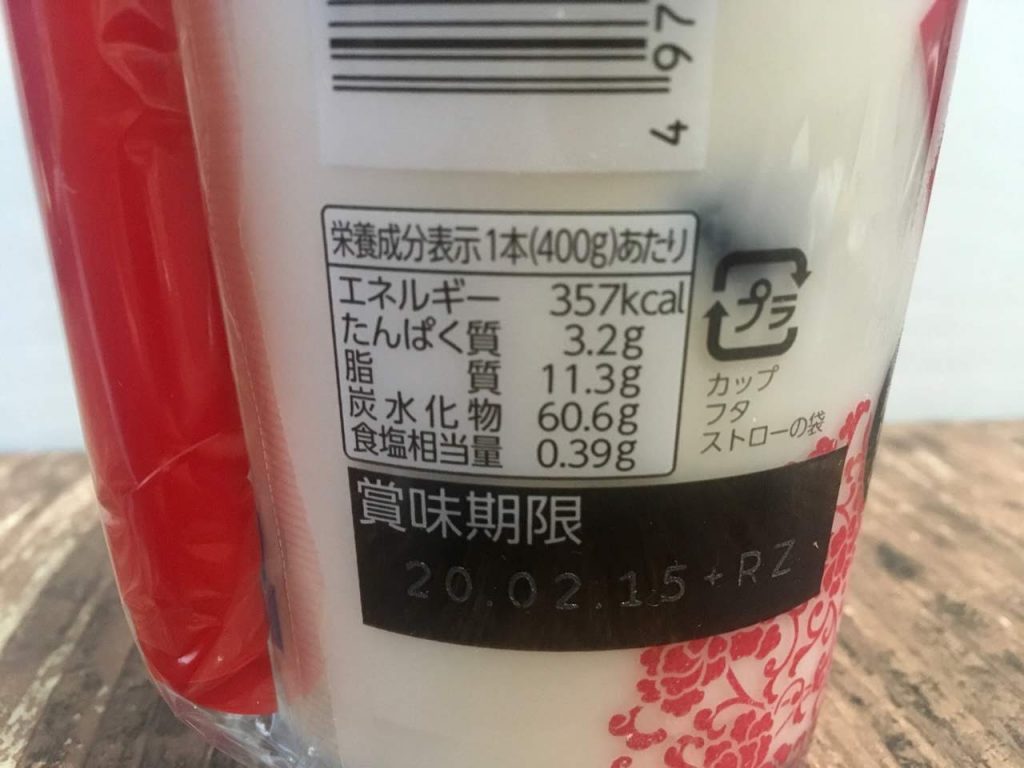 4 97
栄養成分表示1本(400g)あたり
エネルギー 357kcal
たんぱく質 3.2g
脂質 11.3g
炭水化物 60.6g
食塩相当量 0.39g
プラ
カップ
フタ
ストローの袋
賞味期限
20.02.15+RZ